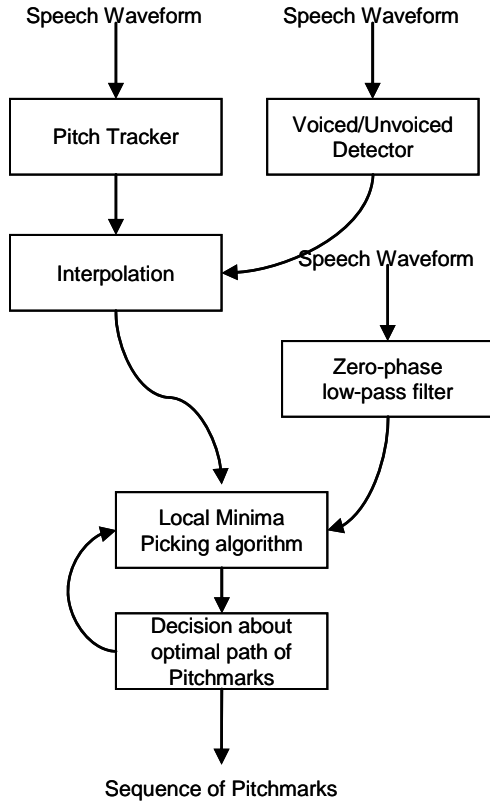 Speech Waveform
Speech Waveform
Pitch Tracker
Voiced/Unvoiced
Detector
Interpolation
Speech Waveform
Zero-phase
low-pass filter
Local Minima
Picking algorithm
Decision about
optimal path of
Pitchmarks
Sequence of Pitchmarks